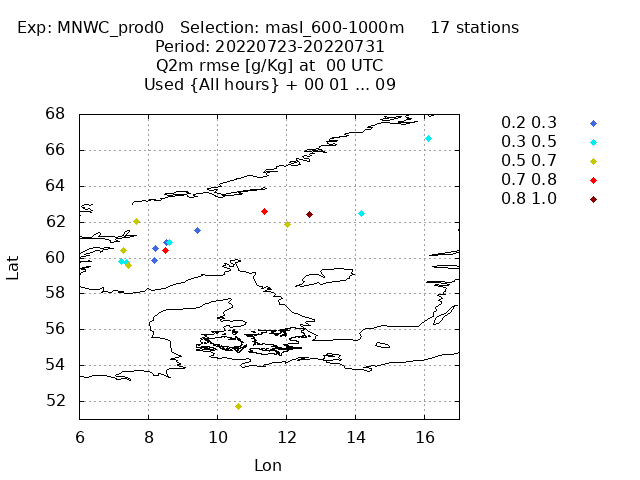 Exp: MNWC_prod0   Selection: masl_600-1000m     17 stations
Period: 20220723-20220731
Q2m rmse [g/Kg] at  00 UTC
Used {All hours} + 00 01 ... 09
68
66
64
62
60
58
56
54
52
6 8 10 12 14 16
Lat
Lon
0.2 0.3
0.3 0.5
0.5 0.7
0.7 0.8
0.8 1.0